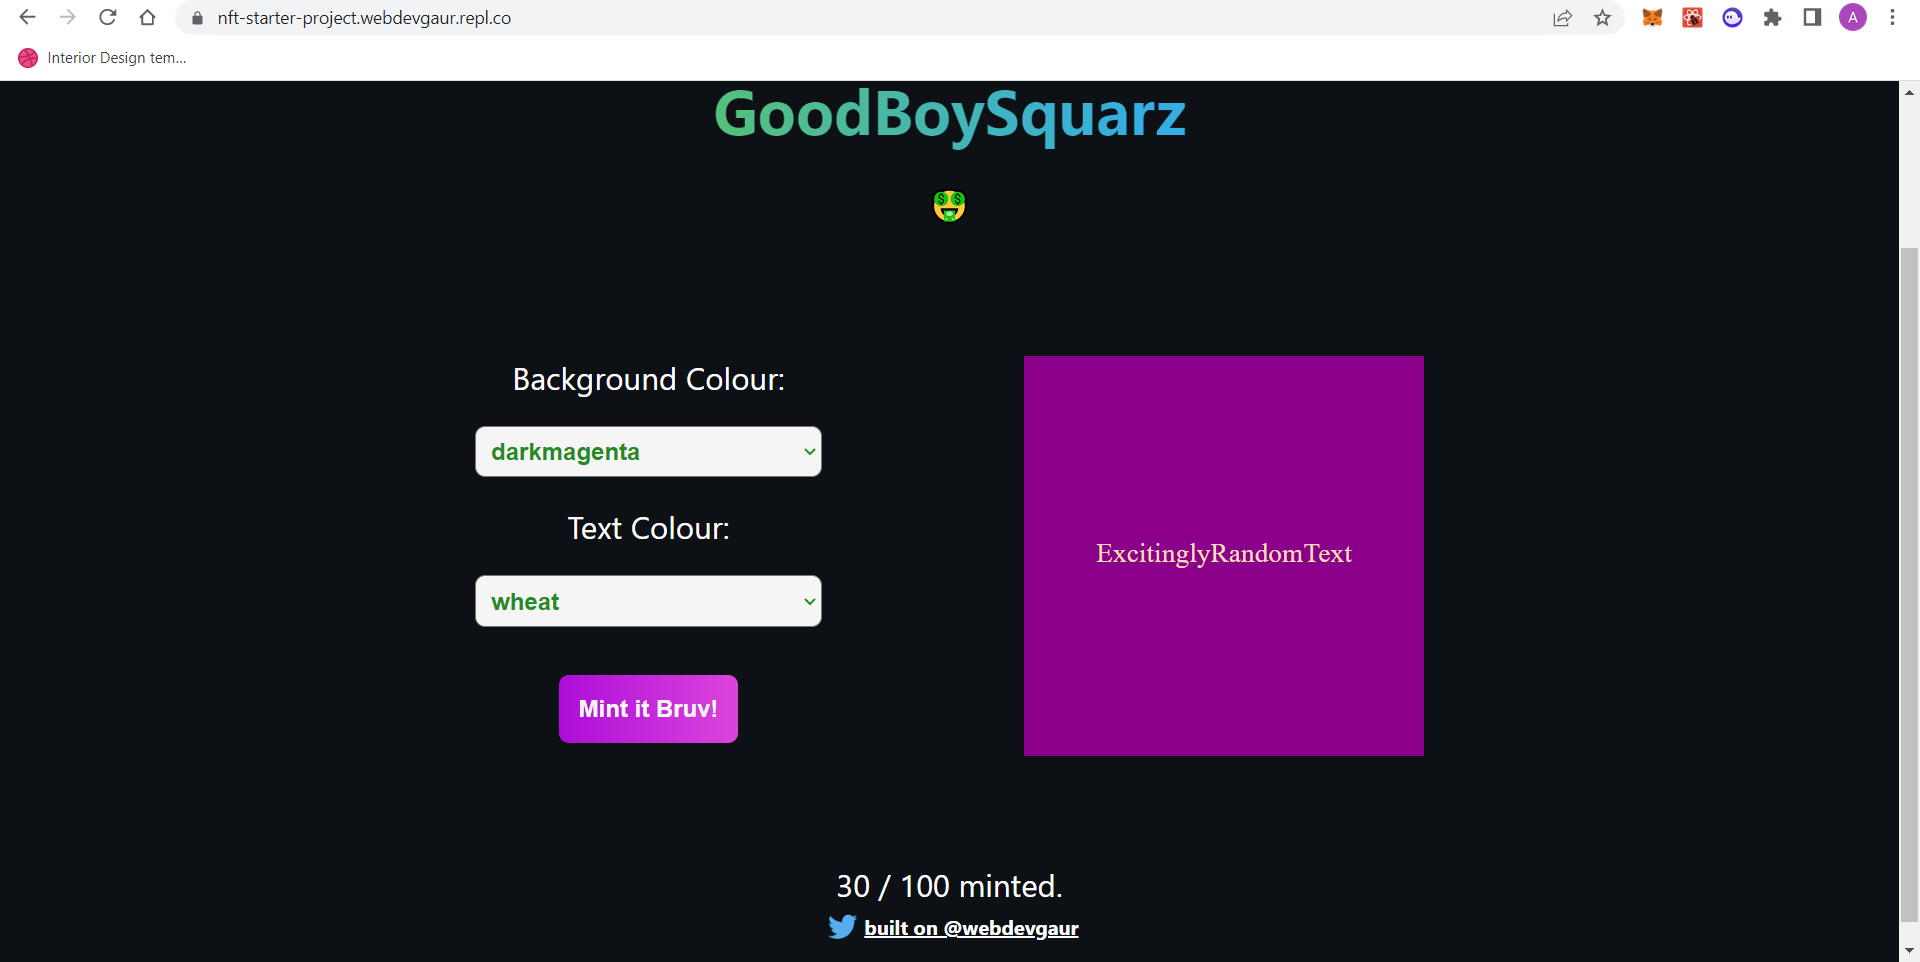 nft-starter-project.webdevgaur.repl.co
A
Interior Design tem...
GoodBoySquarz
Background Colour:
darkmagenta
Text Colour:
wheat
Mint it Bruv!
ExcitinglyRandomText
30 / 100 minted.
built on @webdevgaur